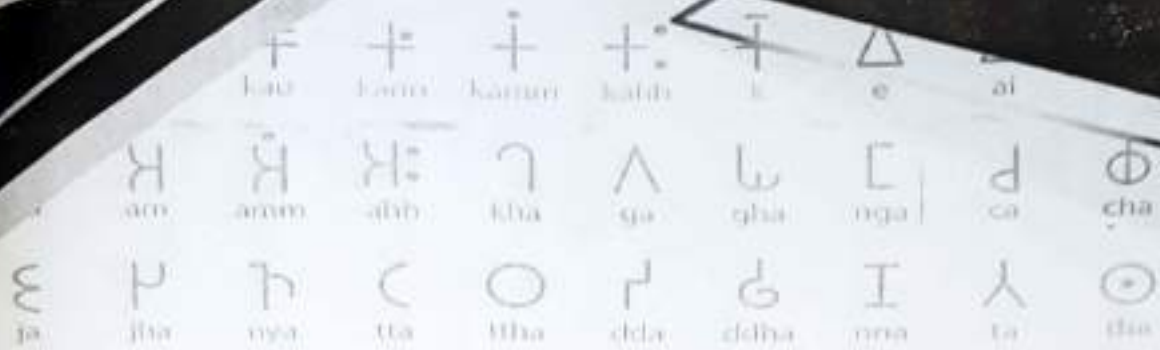 𑀓𑀁 𑀓𑀀 𑀓𑀂 𑀓𑁆 𑀏
kau kam kamm kahh k e ai
𑀅 𑀅𑀀 𑀅𑀂 𑀔 𑀕 𑀖 𑀗 𑀘 𑀙
am amm ahh kha ga gha nga ca cha
𑀚 𑀛 𑀜 𑀝 𑀞 𑀟 𑀠 𑀡 𑀢 𑀣
ja jha nya tta ttha dda ddha nna ta tha